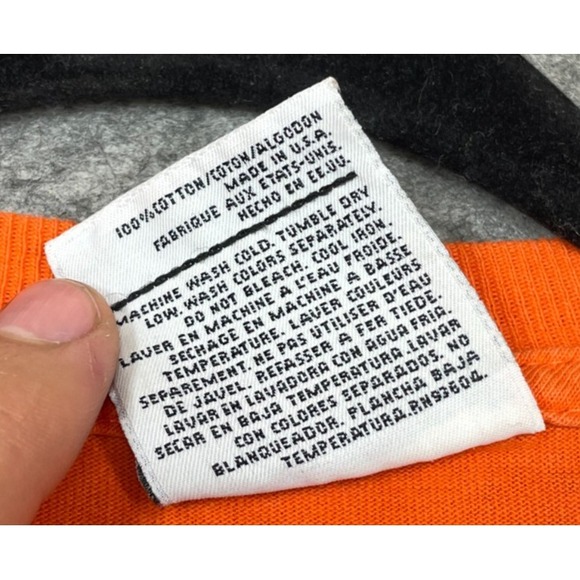 100%COTTON/COTON/ALGODON
MADE IN U.S.A.
FABRIQUE AUX ETATS-UNIS.
HECHO EN EE.UU.
MACHINE WASH COLD. TUMBLE DRY
LOW. WASH COLORS SEPARATELY.
DO NOT BLEACH. COOL IRON.
LAVER EN MACHINE A L'EAU FROIDE.
SECHAGE EN MACHINE A BASSE
TEMPERATURE. LAVER COULEURS
SEPAREMENT. NE PAS UTILISER D'EAU
DE JAVEL. REFASSER A FER TIEDE.
LAVAR EN LAVADORA CON AGUA FRIA.
SECAR EN BAJA TEMPERATURA. LAVAR
CON COLORES SEPARADOS. NO
BLANQUEADOR. PLANCHA BAJA
TEMPERATURA. RN93604.